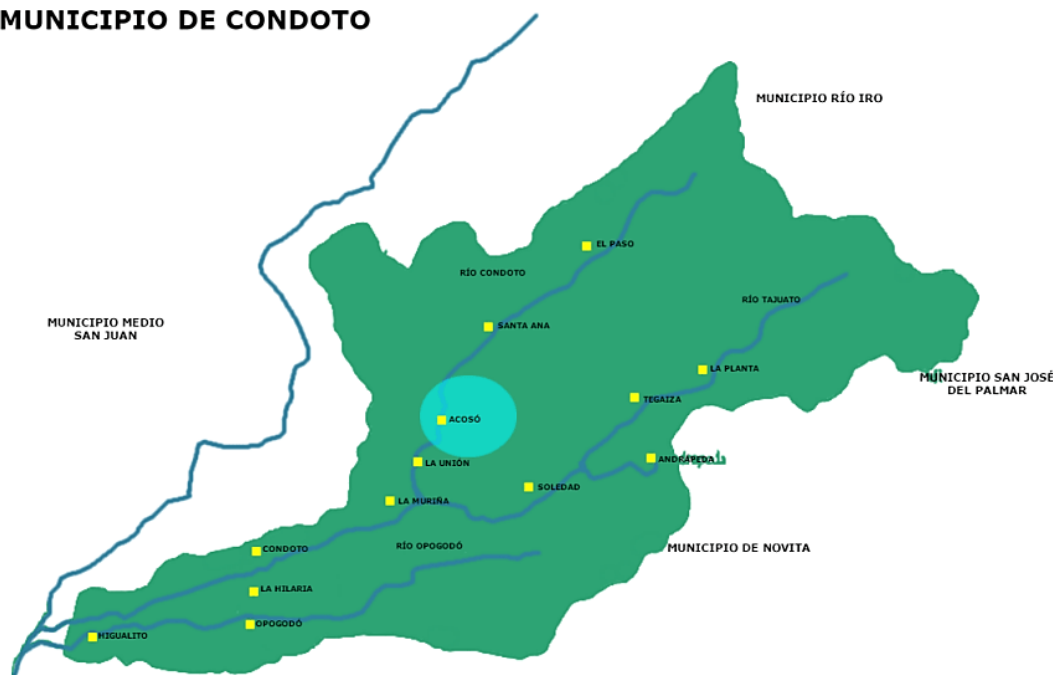 MUNICIPIO DE CONDOTO
MUNICIPIO RÍO IRO
EL PASO
RÍO CONDOTO
RÍO TAJUATO
MUNICIPIO MEDIO
SAN JUAN
SANTA ANA
LA PLANTA
MUNICIPIO SAN JOSÉ
DEL PALMAR
TEGAIZA
ACOSÓ
ANDRÁPEDA
LA UNIÓN
SOLEDAD
LA MURIÑA
RÍO OPOGODÓ
MUNICIPIO DE NOVITA
CONDOTO
LA HILARIA
OPOGODÓ
HIGUALITO